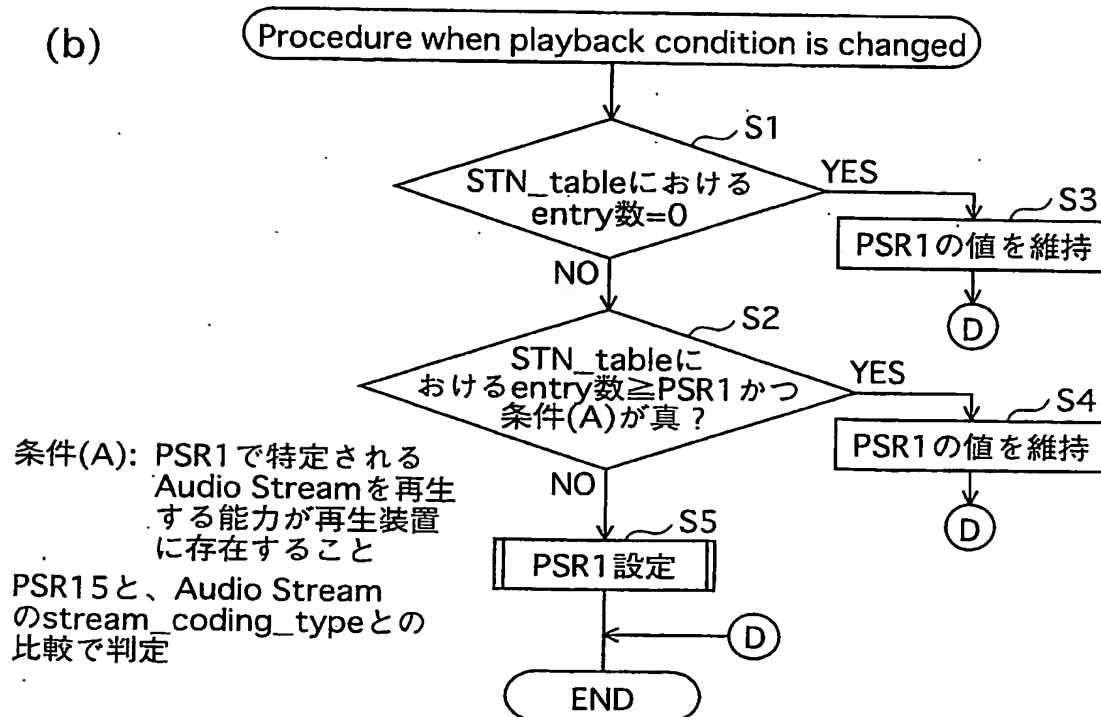 (b)
Procedure when playback condition is changed
S1
STN_tableにおける
entry数=0
YES
S3
PSR1の値を維持
NO
D
S2
STN_tableに
おけるentry数≧PSR1かつ
条件(A)が真？
YES
S4
PSR1の値を維持
NO
D
条件(A): PSR1で特定される
Audio Streamを再生
する能力が再生装置
に存在すること
PSR15と、Audio Stream
のstream_coding_typeとの
比較で判定
S5
PSR1設定
D
END